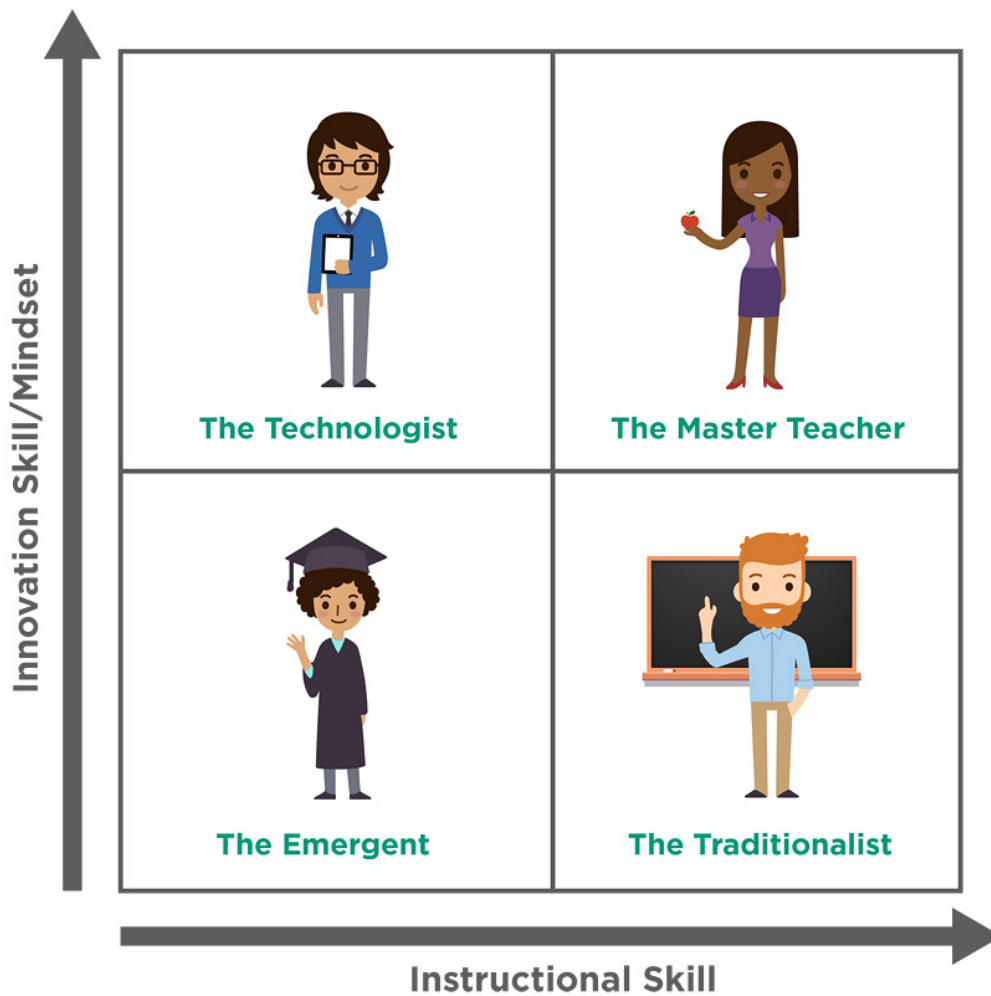 Innovation Skill/Mindset
The Technologist
The Master Teacher
The Emergent
The Traditionalist
Instructional Skill